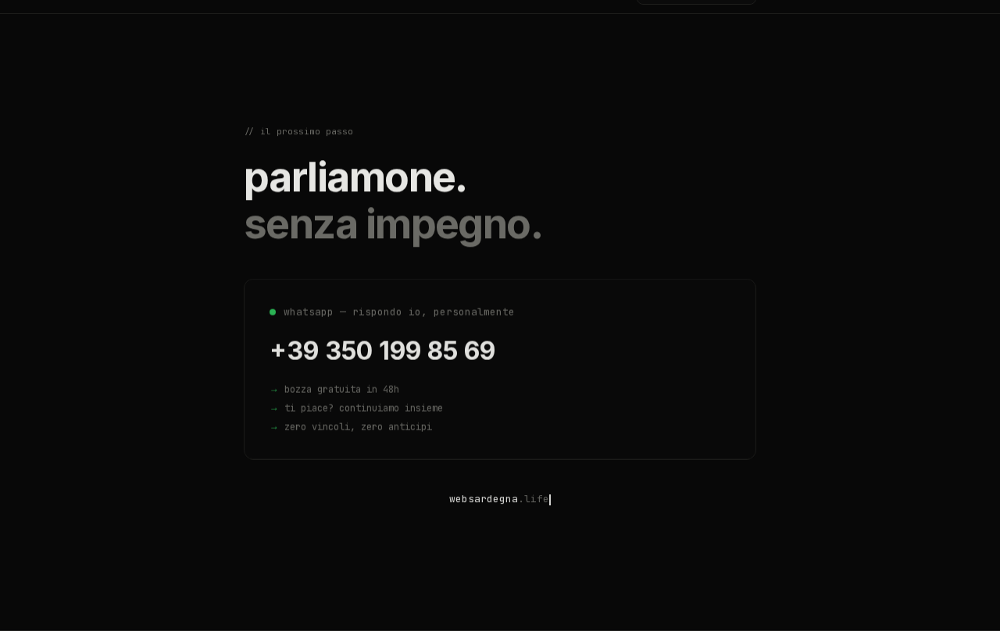 // il prossimo passo
parliamone.
senza impegno.
whatsapp — rispondo io, personalmente
+39 350 199 85 69
→ bozza gratuita in 48h
→ ti piace? continuiamo insieme
→ zero vincoli, zero anticipi
websardegna.life